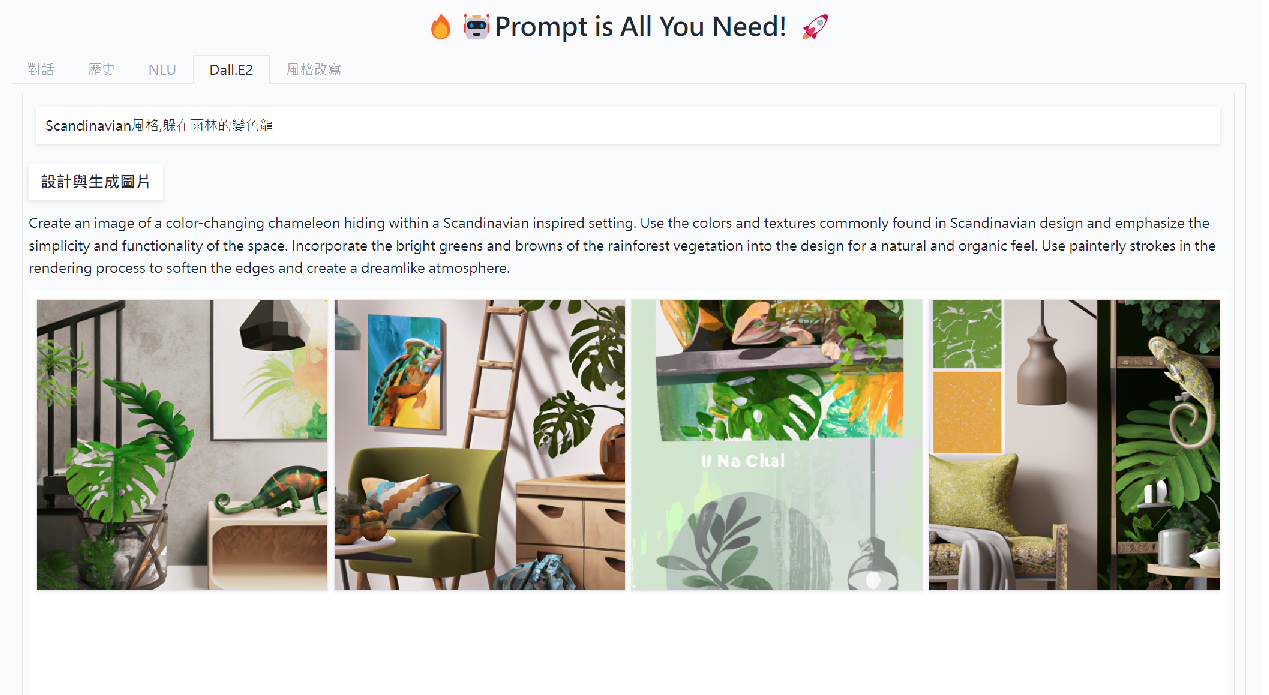 🔥 🤖Prompt is All You Need! 🚀
對話 歷史 NLU Dall.E2 風格改寫
Scandinavian風格,躲在雨林的變色龍
設計與生成圖片
Create an image of a color-changing chameleon hiding within a Scandinavian inspired setting. Use the colors and textures commonly found in Scandinavian design and emphasize the
simplicity and functionality of the space. Incorporate the bright greens and browns of the rainforest vegetation into the design for a natural and organic feel. Use painterly strokes in the
rendering process to soften the edges and create a dreamlike atmosphere.